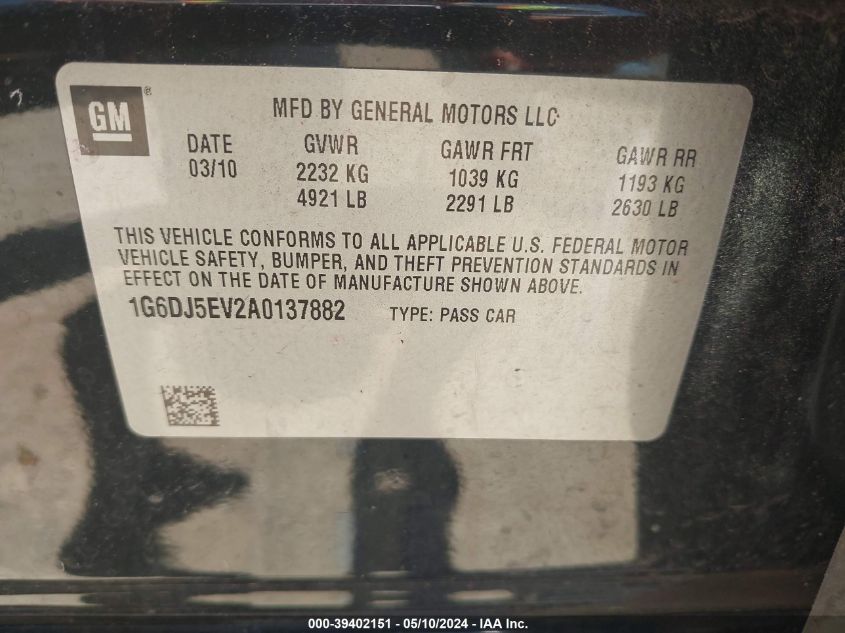 GM ®
MFD BY GENERAL MOTORS LLC
DATE GVWR GAWR FRT GAWR RR
03/10 2232 KG 1039 KG 1193 KG
4921 LB 2291 LB 2630 LB
THIS VEHICLE CONFORMS TO ALL APPLICABLE U.S. FEDERAL MOTOR
VEHICLE SAFETY, BUMPER, AND THEFT PREVENTION STANDARDS IN
EFFECT ON THE DATE OF MANUFACTURE SHOWN ABOVE.
1G6DJ5EV2A0137882 TYPE: PASS CAR
000-39402151 - 05/10/2024 - IAA Inc.